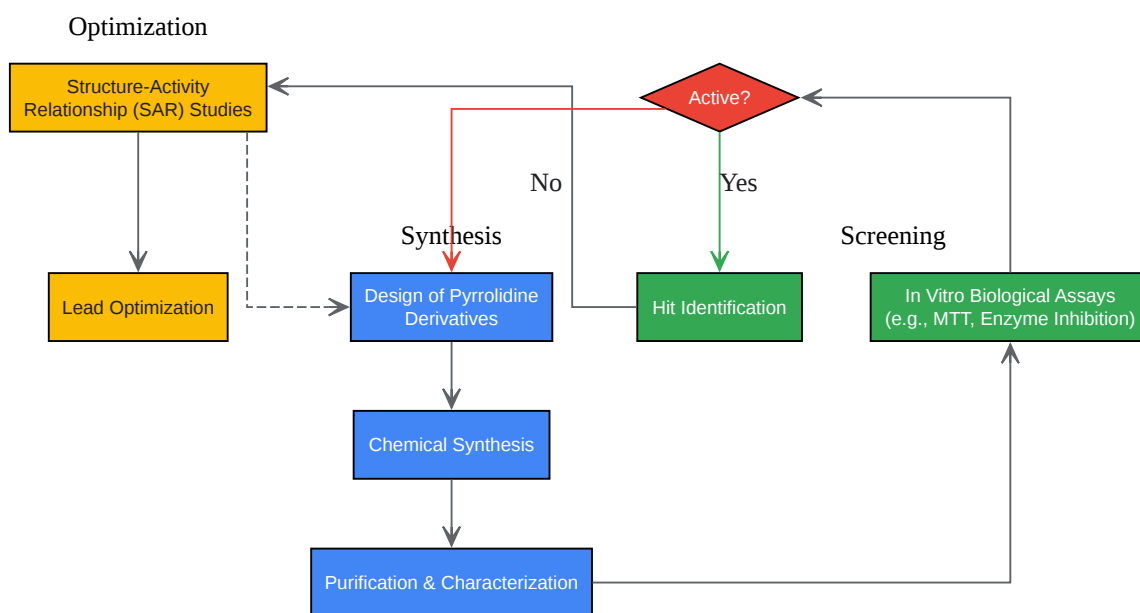 Optimization
Structure-Activity
Relationship (SAR) Studies
Active?
No
Yes
Synthesis
Screening
Lead Optimization
Design of Pyrrolidine
Derivatives
Hit Identification
In Vitro Biological Assays
(e.g., MTT, Enzyme Inhibition)
Chemical Synthesis
Purification & Characterization